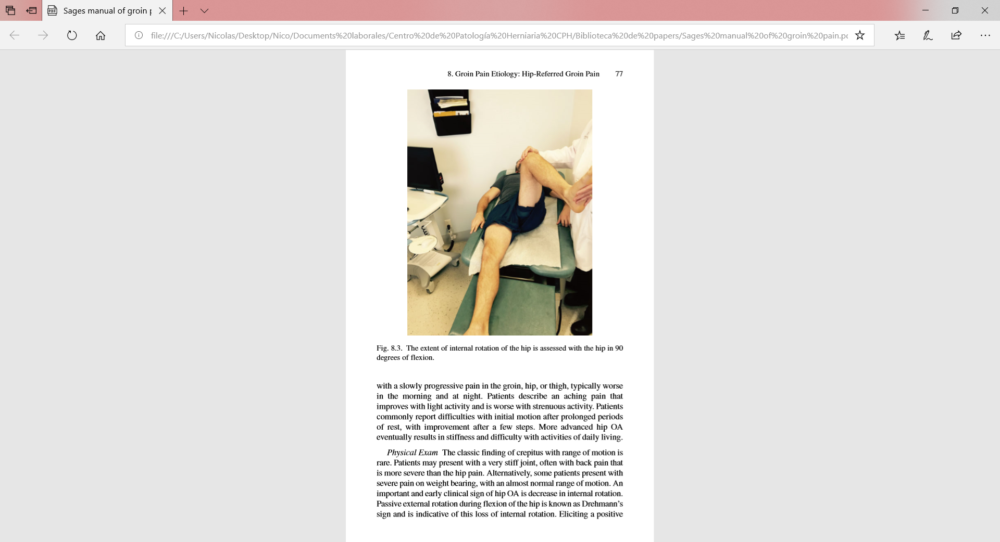 Sages manual of groin p
file:///C:/Users/Nicolas/Desktop/Nico/Documents%20laborales/Centro%20de%20Patología%20Herniaria%20CPH/Biblioteca%20de%20papers/Sages%20manual%20of%20groin%20pain.pd
8. Groin Pain Etiology: Hip-Referred Groin Pain 77
Fig. 8.3. The extent of internal rotation of the hip is assessed with the hip in 90
degrees of flexion.
with a slowly progressive pain in the groin, hip, or thigh, typically worse
in the morning and at night. Patients describe an aching pain that
improves with light activity and is worse with strenuous activity. Patients
commonly report difficulties with initial motion after prolonged periods
of rest, with improvement after a few steps. More advanced hip OA
eventually results in stiffness and difficulty with activities of daily living.
Physical Exam The classic finding of crepitus with range of motion is
rare. Patients may present with a very stiff joint, often with back pain that
is more severe than the hip pain. Alternatively, some patients present with
severe pain on weight bearing, with an almost normal range of motion. An
important and early clinical sign of hip OA is decrease in internal rotation.
Passive external rotation during flexion of the hip is known as Drehmann's
sign and is indicative of this loss of internal rotation. Eliciting a positive